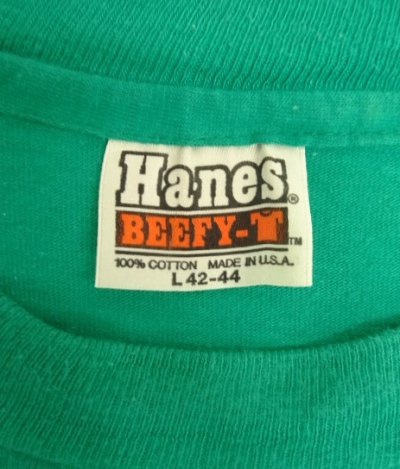 Hanes®
BEEFY-T™
100% COTTON MADE IN U.S.A.
L 42-44